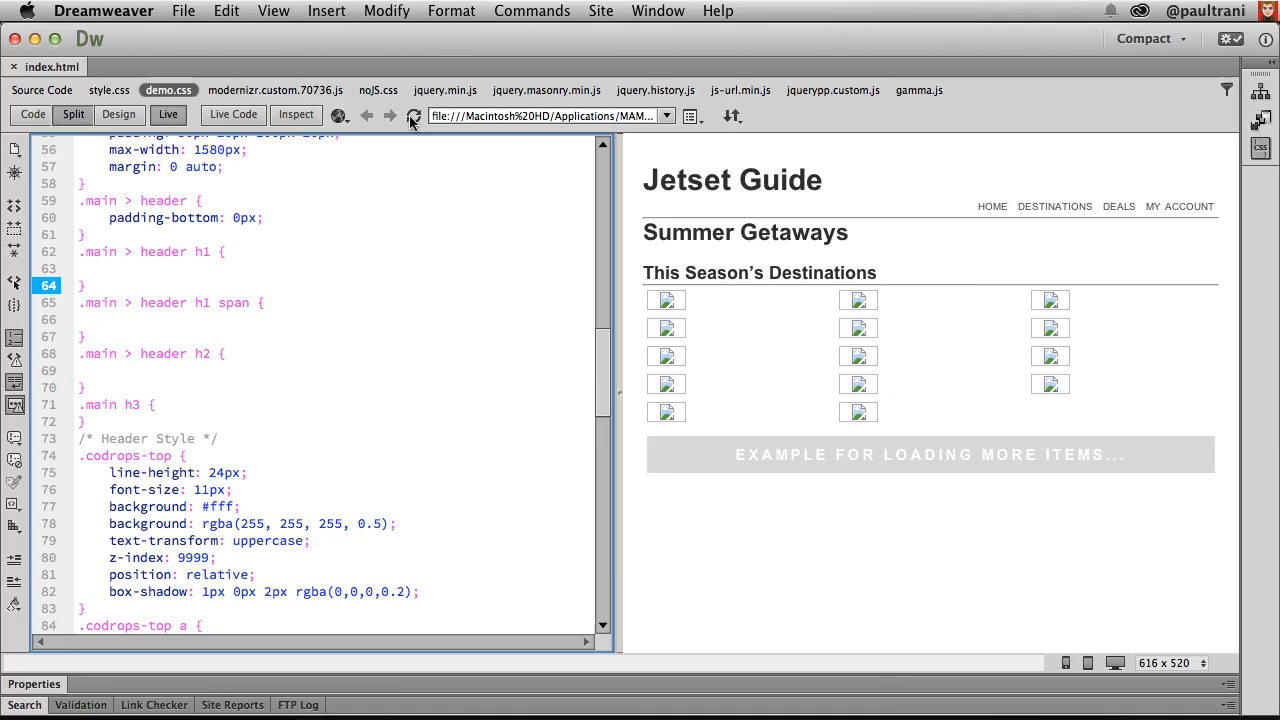 Dreamweaver File Edit View Insert Modify Format Commands Site Window Help @paultrani
Dw Compact
× index.html
Source Code style.css demo.css modernizr.custom.70736.js noJS.css jquery.min.js jquery.masonry.min.js jquery.history.js js-url.min.js jquerypp.custom.js gamma.js
Code Split Design Live Live Code Inspect file:///Macintosh%20HD/Applications/MAM...
56 max-width: 1580px;
57 margin: 0 auto;
58 }
59 .main > header {
60 padding-bottom: 0px;
61 }
62 .main > header h1 {
63
64 }
65 .main > header h1 span {
66
67 }
68 .main > header h2 {
69
70 }
71 .main h3 {
72 }
73 /* Header Style */
74 .codrops-top {
75 line-height: 24px;
76 font-size: 11px;
77 background: #fff;
78 background: rgba(255, 255, 255, 0.5);
79 text-transform: uppercase;
80 z-index: 9999;
81 position: relative;
82 box-shadow: 1px 0px 2px rgba(0,0,0,0.2);
83 }
84 .codrops-top a {
Jetset Guide
HOME DESTINATIONS DEALS MY ACCOUNT
Summer Getaways
This Season's Destinations
EXAMPLE FOR LOADING MORE ITEMS...
CSS
616 x 520
Properties
Search Validation Link Checker Site Reports FTP Log